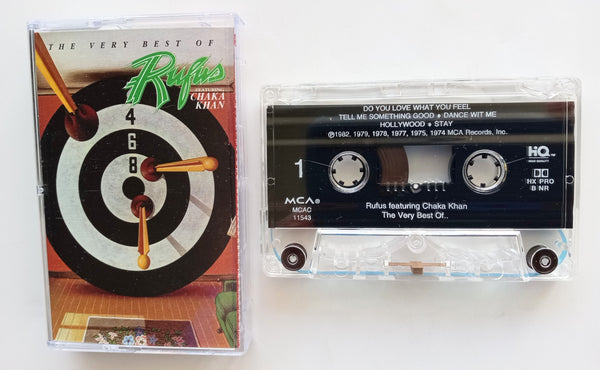 THE VERY BEST OF
Rufus
FEATURING
CHAKA
KHAN
4
6
8
DO YOU LOVE WHAT YOU FEEL
TELL ME SOMETHING GOOD ♦ DANCE WIT ME
HOLLYWOOD ♦ STAY
℗1982, 1979, 1978, 1977, 1975, 1974 MCA Records, Inc.
1
HiQ TM
HIGH QUALITY
HX PRO
B NR
MCA®
MCAC
11543
Rufus featuring Chaka Khan
The Very Best Of..